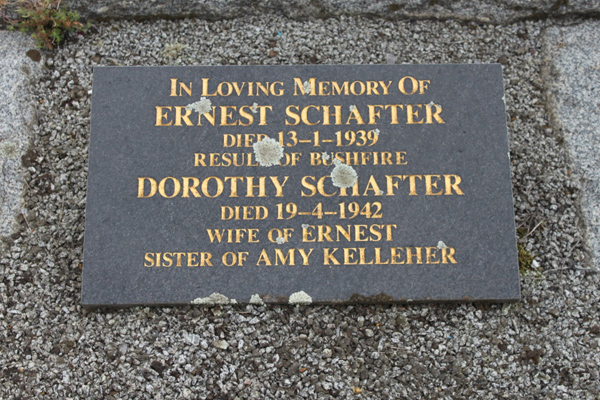 In Loving Memory Of
ERNEST SCHAFTER
DIED 13-1-1939
RESULT OF BUSHFIRE
DOROTHY SCHAFTER
DIED 19-4-1942
WIFE OF ERNEST
SISTER OF AMY KELLEHER